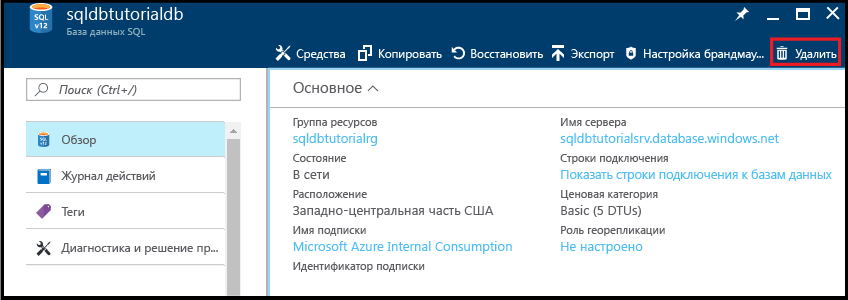 SQL v12
sqldbtutorialdb
База данных SQL
Средства Копировать Восстановить Экспорт Настройка брандмау... Удалить
Поиск (Ctrl+/)
Обзор
Журнал действий
Теги
Диагностика и решение пр...
Основное
Группа ресурсов
sqldbtutorialrg
Состояние
В сети
Расположение
Западно-центральная часть США
Имя подписки
Microsoft Azure Internal Consumption
Идентификатор подписки
Имя сервера
sqldbtutorialsrv.database.windows.net
Строки подключения
Показать строки подключения к базам данных
Ценовая категория
Basic (5 DTUs)
Роль георепликации
Не настроено